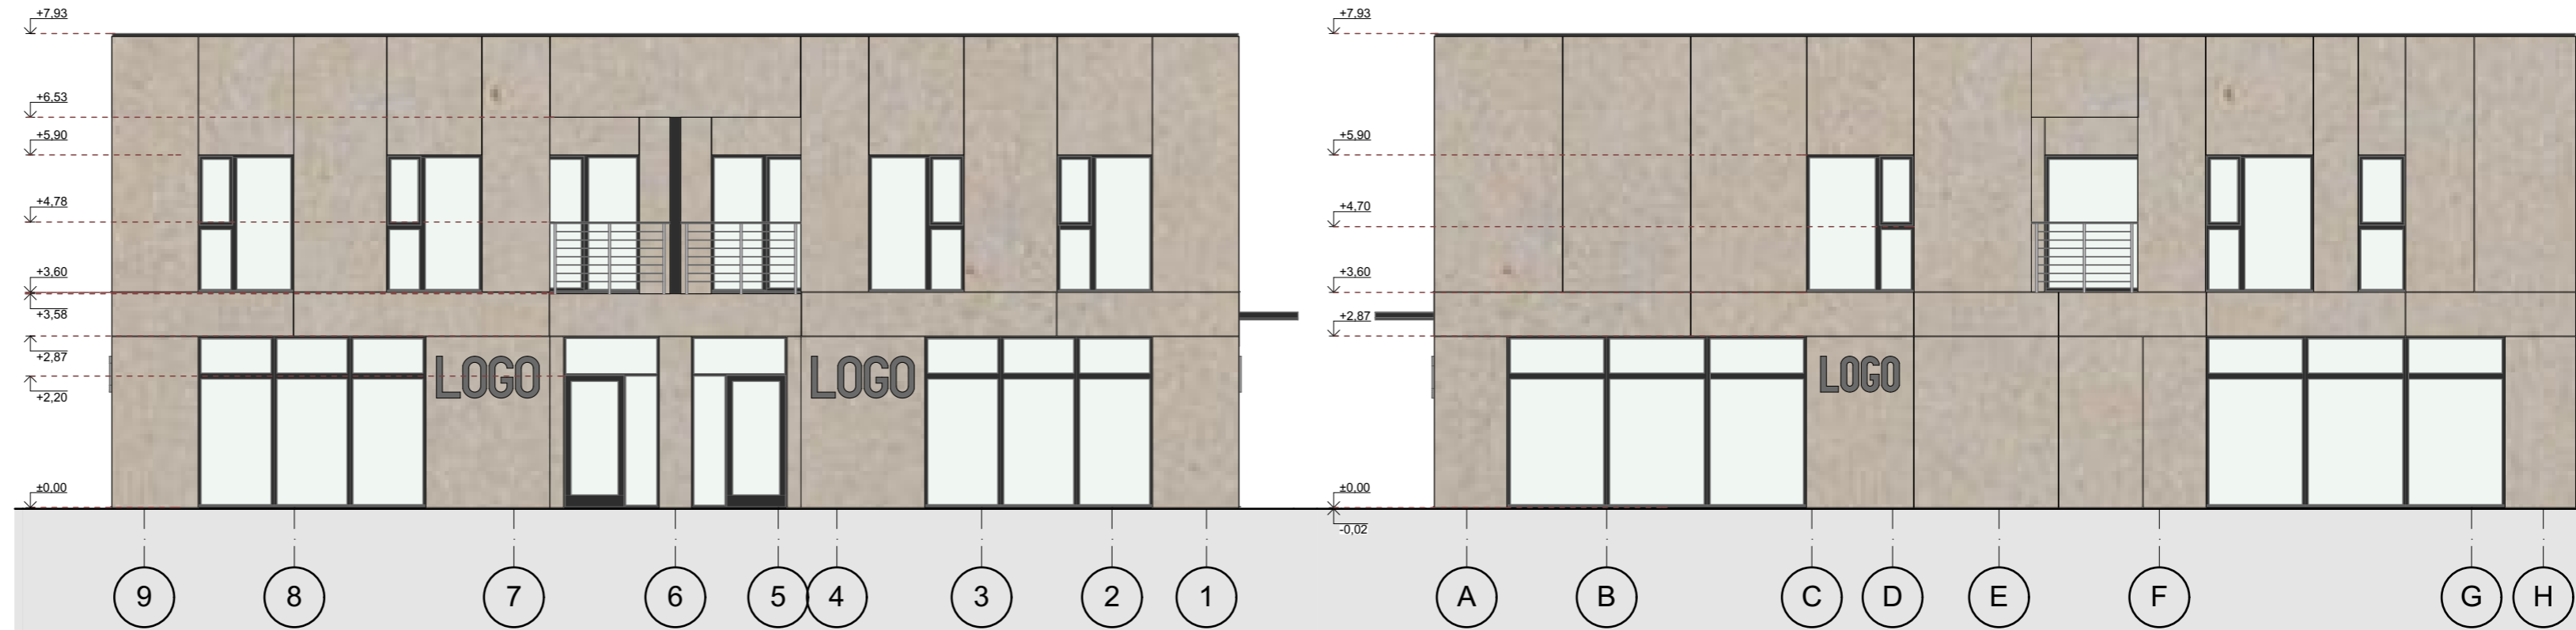 +7,93
+6,53
+5,90
+4,78
+3,60
+3,58
+2,87
+2,20
±0,00
LOGO
LOGO
9
8
7
6
5
4
3
2
1
+7,93
+5,90
+4,70
+3,60
+2,87
±0,00
-0,02
LOGO
A
B
C
D
E
F
G
H